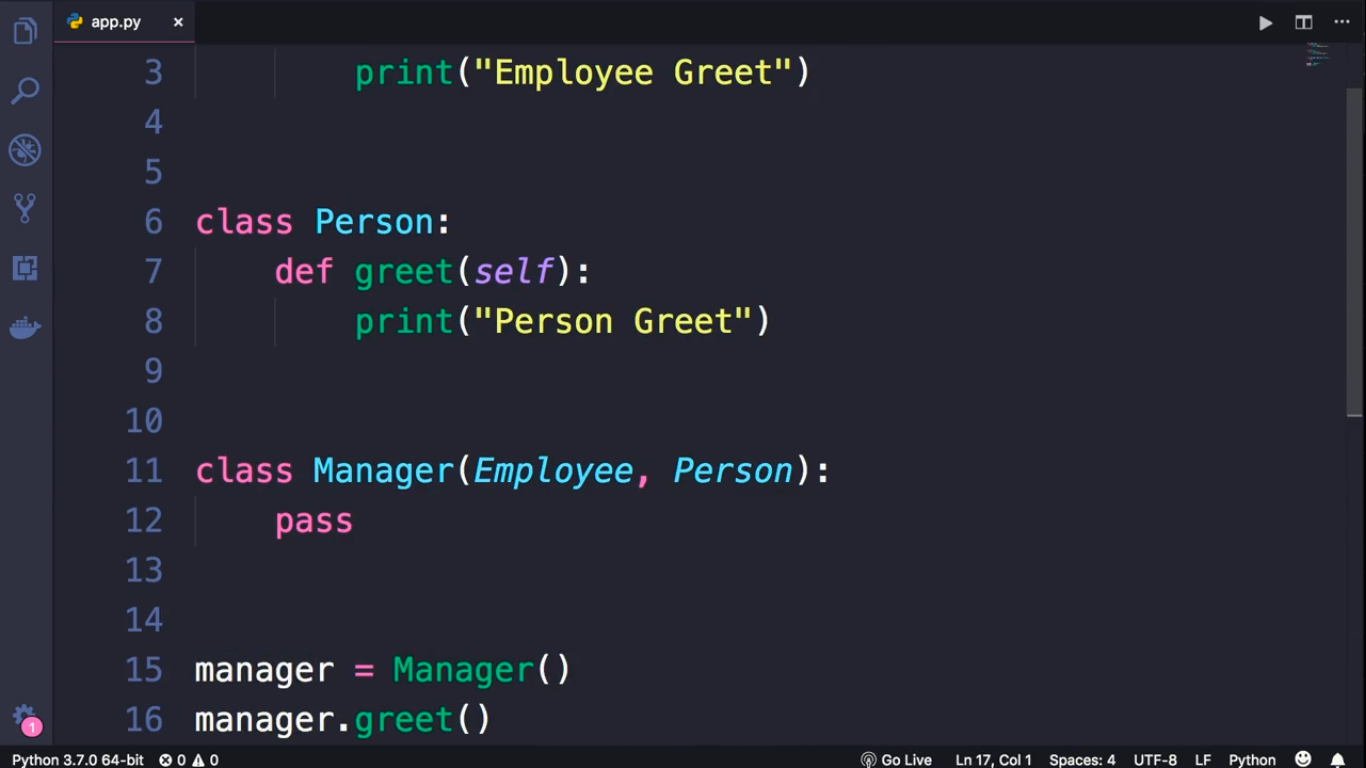 app.py
3 print("Employee Greet")
4
5
6 class Person:
7 def greet(self):
8 print("Person Greet")
9
10
11 class Manager(Employee, Person):
12 pass
13
14
15 manager = Manager()
16 manager.greet()
1
Python 3.7.0 64-bit 0 0 Go Live Ln 17, Col 1 Spaces: 4 UTF-8 LF Python